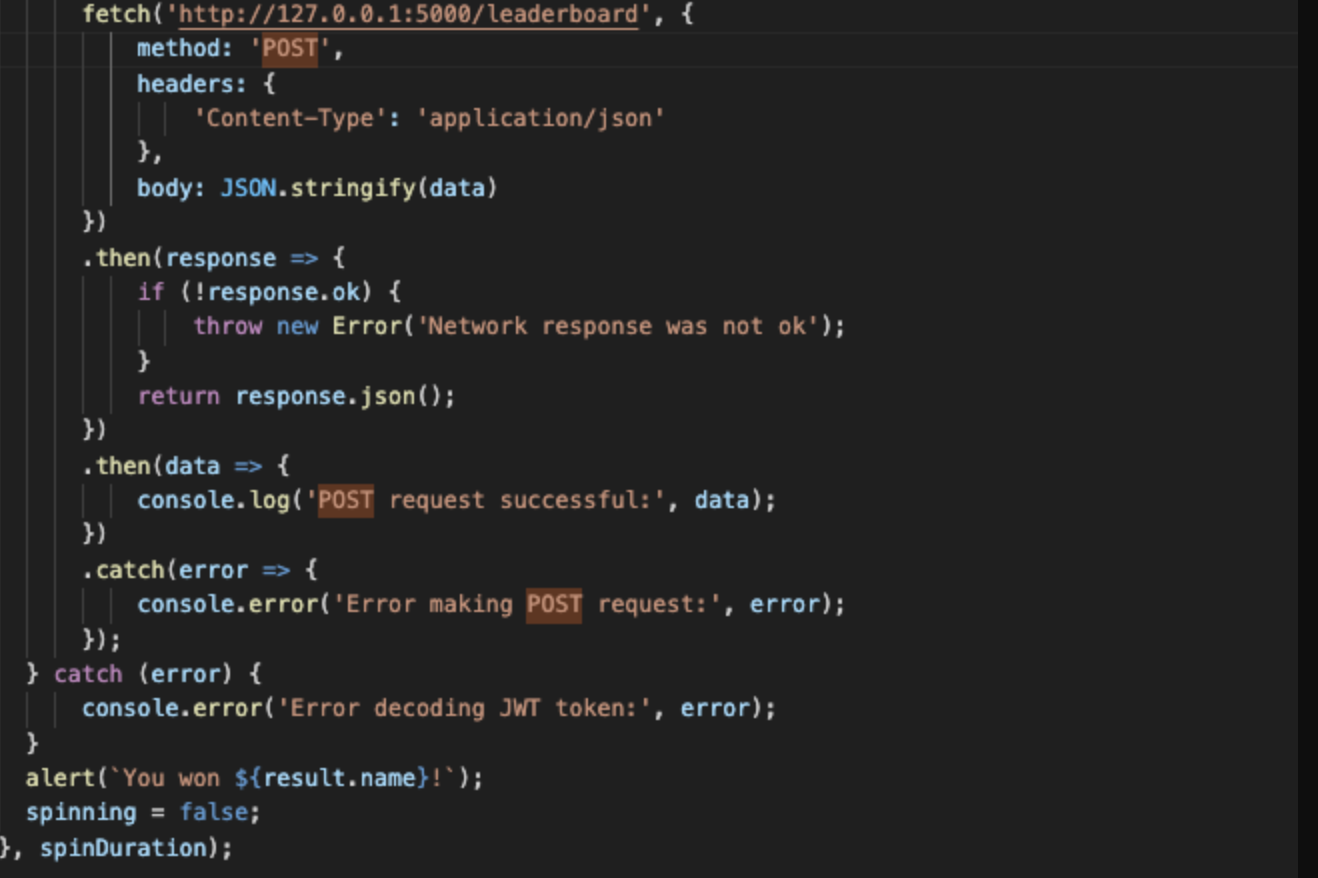 fetch('http://127.0.0.1:5000/leaderboard', {
method: 'POST',
headers: {
'Content-Type': 'application/json'
},
body: JSON.stringify(data)
})
.then(response => {
if (!response.ok) {
throw new Error('Network response was not ok');
}
return response.json();
})
.then(data => {
console.log('POST request successful:', data);
})
.catch(error => {
console.error('Error making POST request:', error);
});
} catch (error) {
console.error('Error decoding JWT token:', error);
}
alert(`You won ${result.name}!`);
spinning = false;
}, spinDuration);